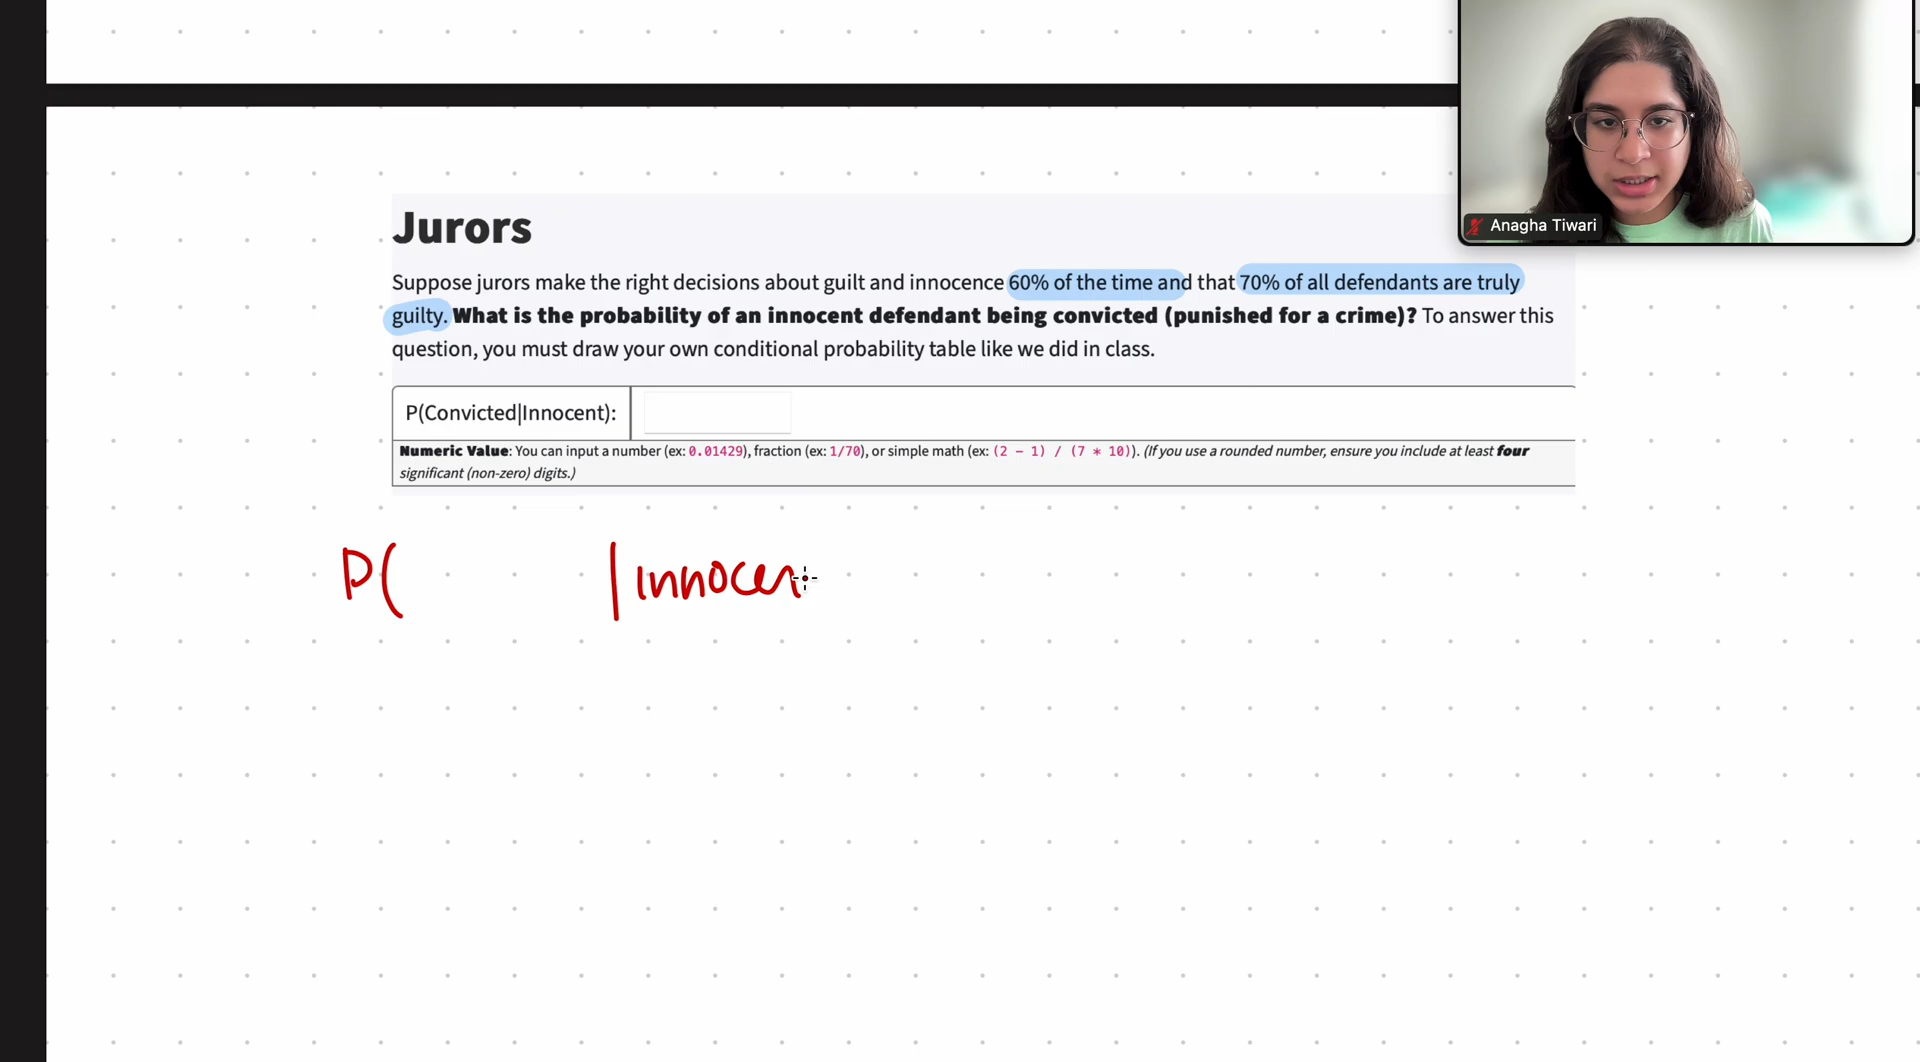 Anagha Tiwari
Jurors
Suppose jurors make the right decisions about guilt and innocence 60% of the time and that 70% of all defendants are truly
guilty. What is the probability of an innocent defendant being convicted (punished for a crime)? To answer this
question, you must draw your own conditional probability table like we did in class.
P(Convicted|Innocent):
Numeric Value: You can input a number (ex: 0.01429), fraction (ex: 1/70), or simple math (ex: (2 - 1) / (7 * 10)). (If you use a rounded number, ensure you include at least four
significant (non-zero) digits.)
P( | innocen